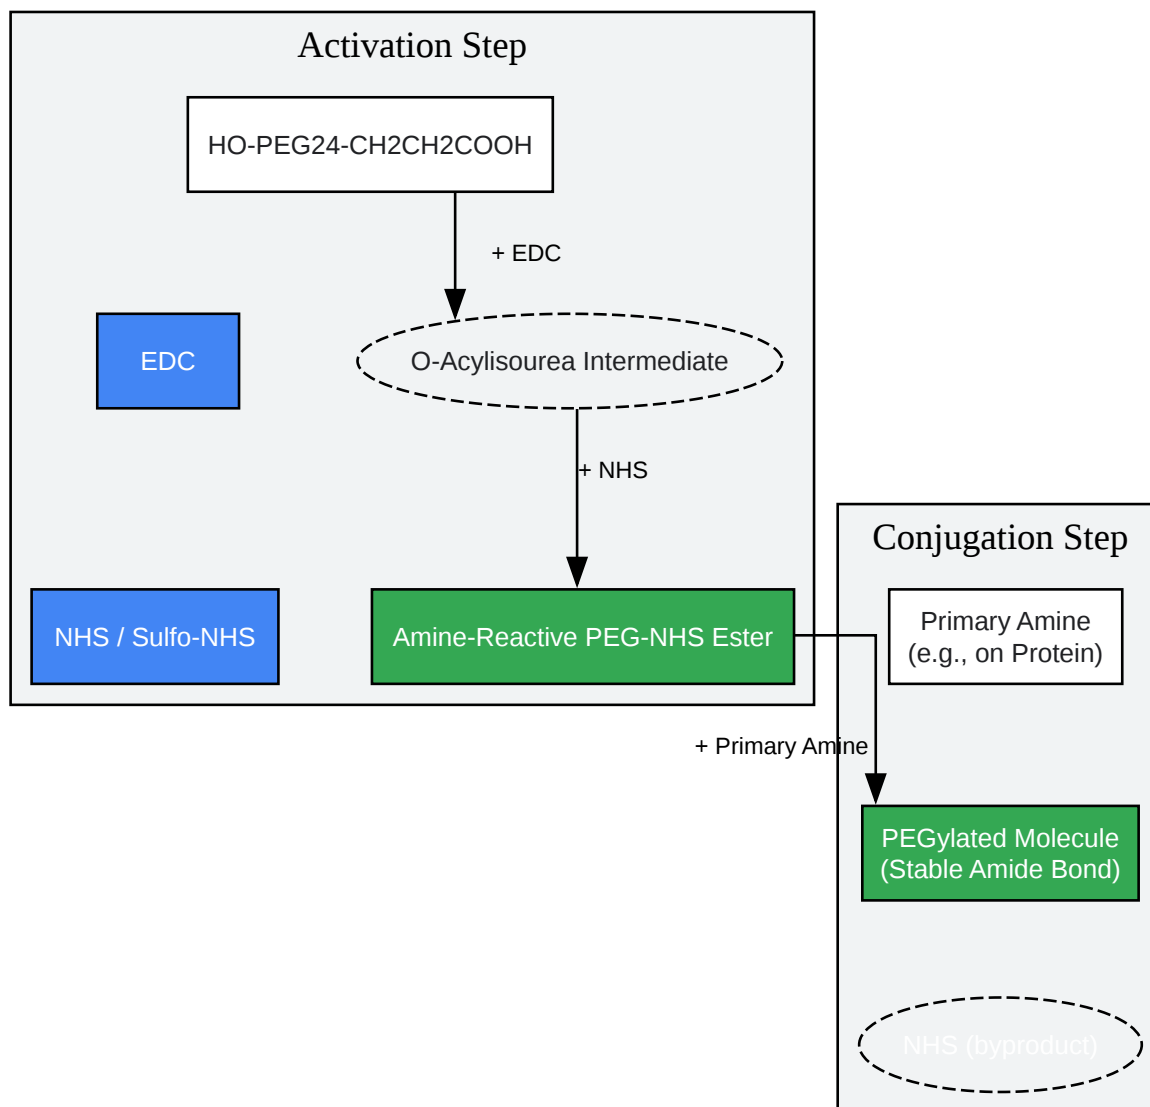 Activation Step
HO-PEG24-CH2CH2COOH
+ EDC
EDC
O-Acylisourea Intermediate
+ NHS
NHS / Sulfo-NHS
Amine-Reactive PEG-NHS Ester
Conjugation Step
Primary Amine
(e.g., on Protein)
+ Primary Amine
PEGylated Molecule
(Stable Amide Bond)
NHS (byproduct)